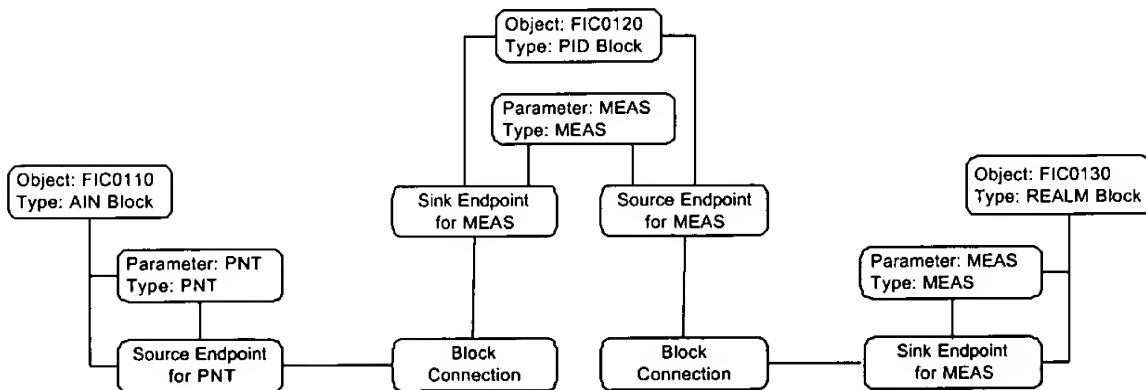 Object: FIC0120
Type: PID Block
Parameter: MEAS
Type: MEAS
Object: FIC0110
Type: AIN Block
Object: FIC0130
Type: REALM Block
Sink Endpoint
for MEAS
Source Endpoint
for MEAS
Parameter: PNT
Type: PNT
Parameter: MEAS
Type: MEAS
Source Endpoint
for PNT
Block
Connection
Block
Connection
Sink Endpoint
for MEAS